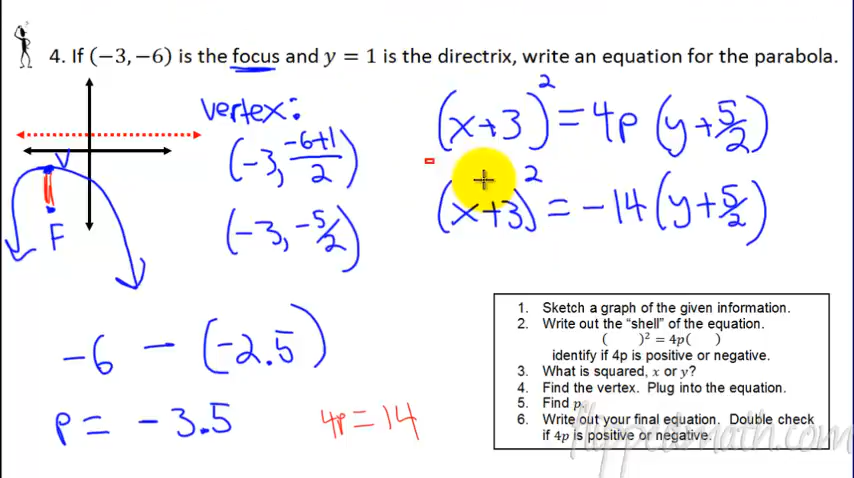 4. If (−3, −6) is the focus and y = 1 is the directrix, write an equation for the parabola.
vertex:
(-3, (-6+1)/2)
(-3, -5/2)
V
F
(x+3)² = 4p (y+5/2)
(x+3)² = -14 (y+5/2)
-6 - (-2.5)
p = -3.5
4p = 14
1. Sketch a graph of the given information.
2. Write out the “shell” of the equation.
( )² = 4p( )
identify if 4p is positive or negative.
3. What is squared, x or y?
4. Find the vertex. Plug into the equation.
5. Find p.
6. Write out your final equation. Double check
if 4p is positive or negative.
flippedmath.com